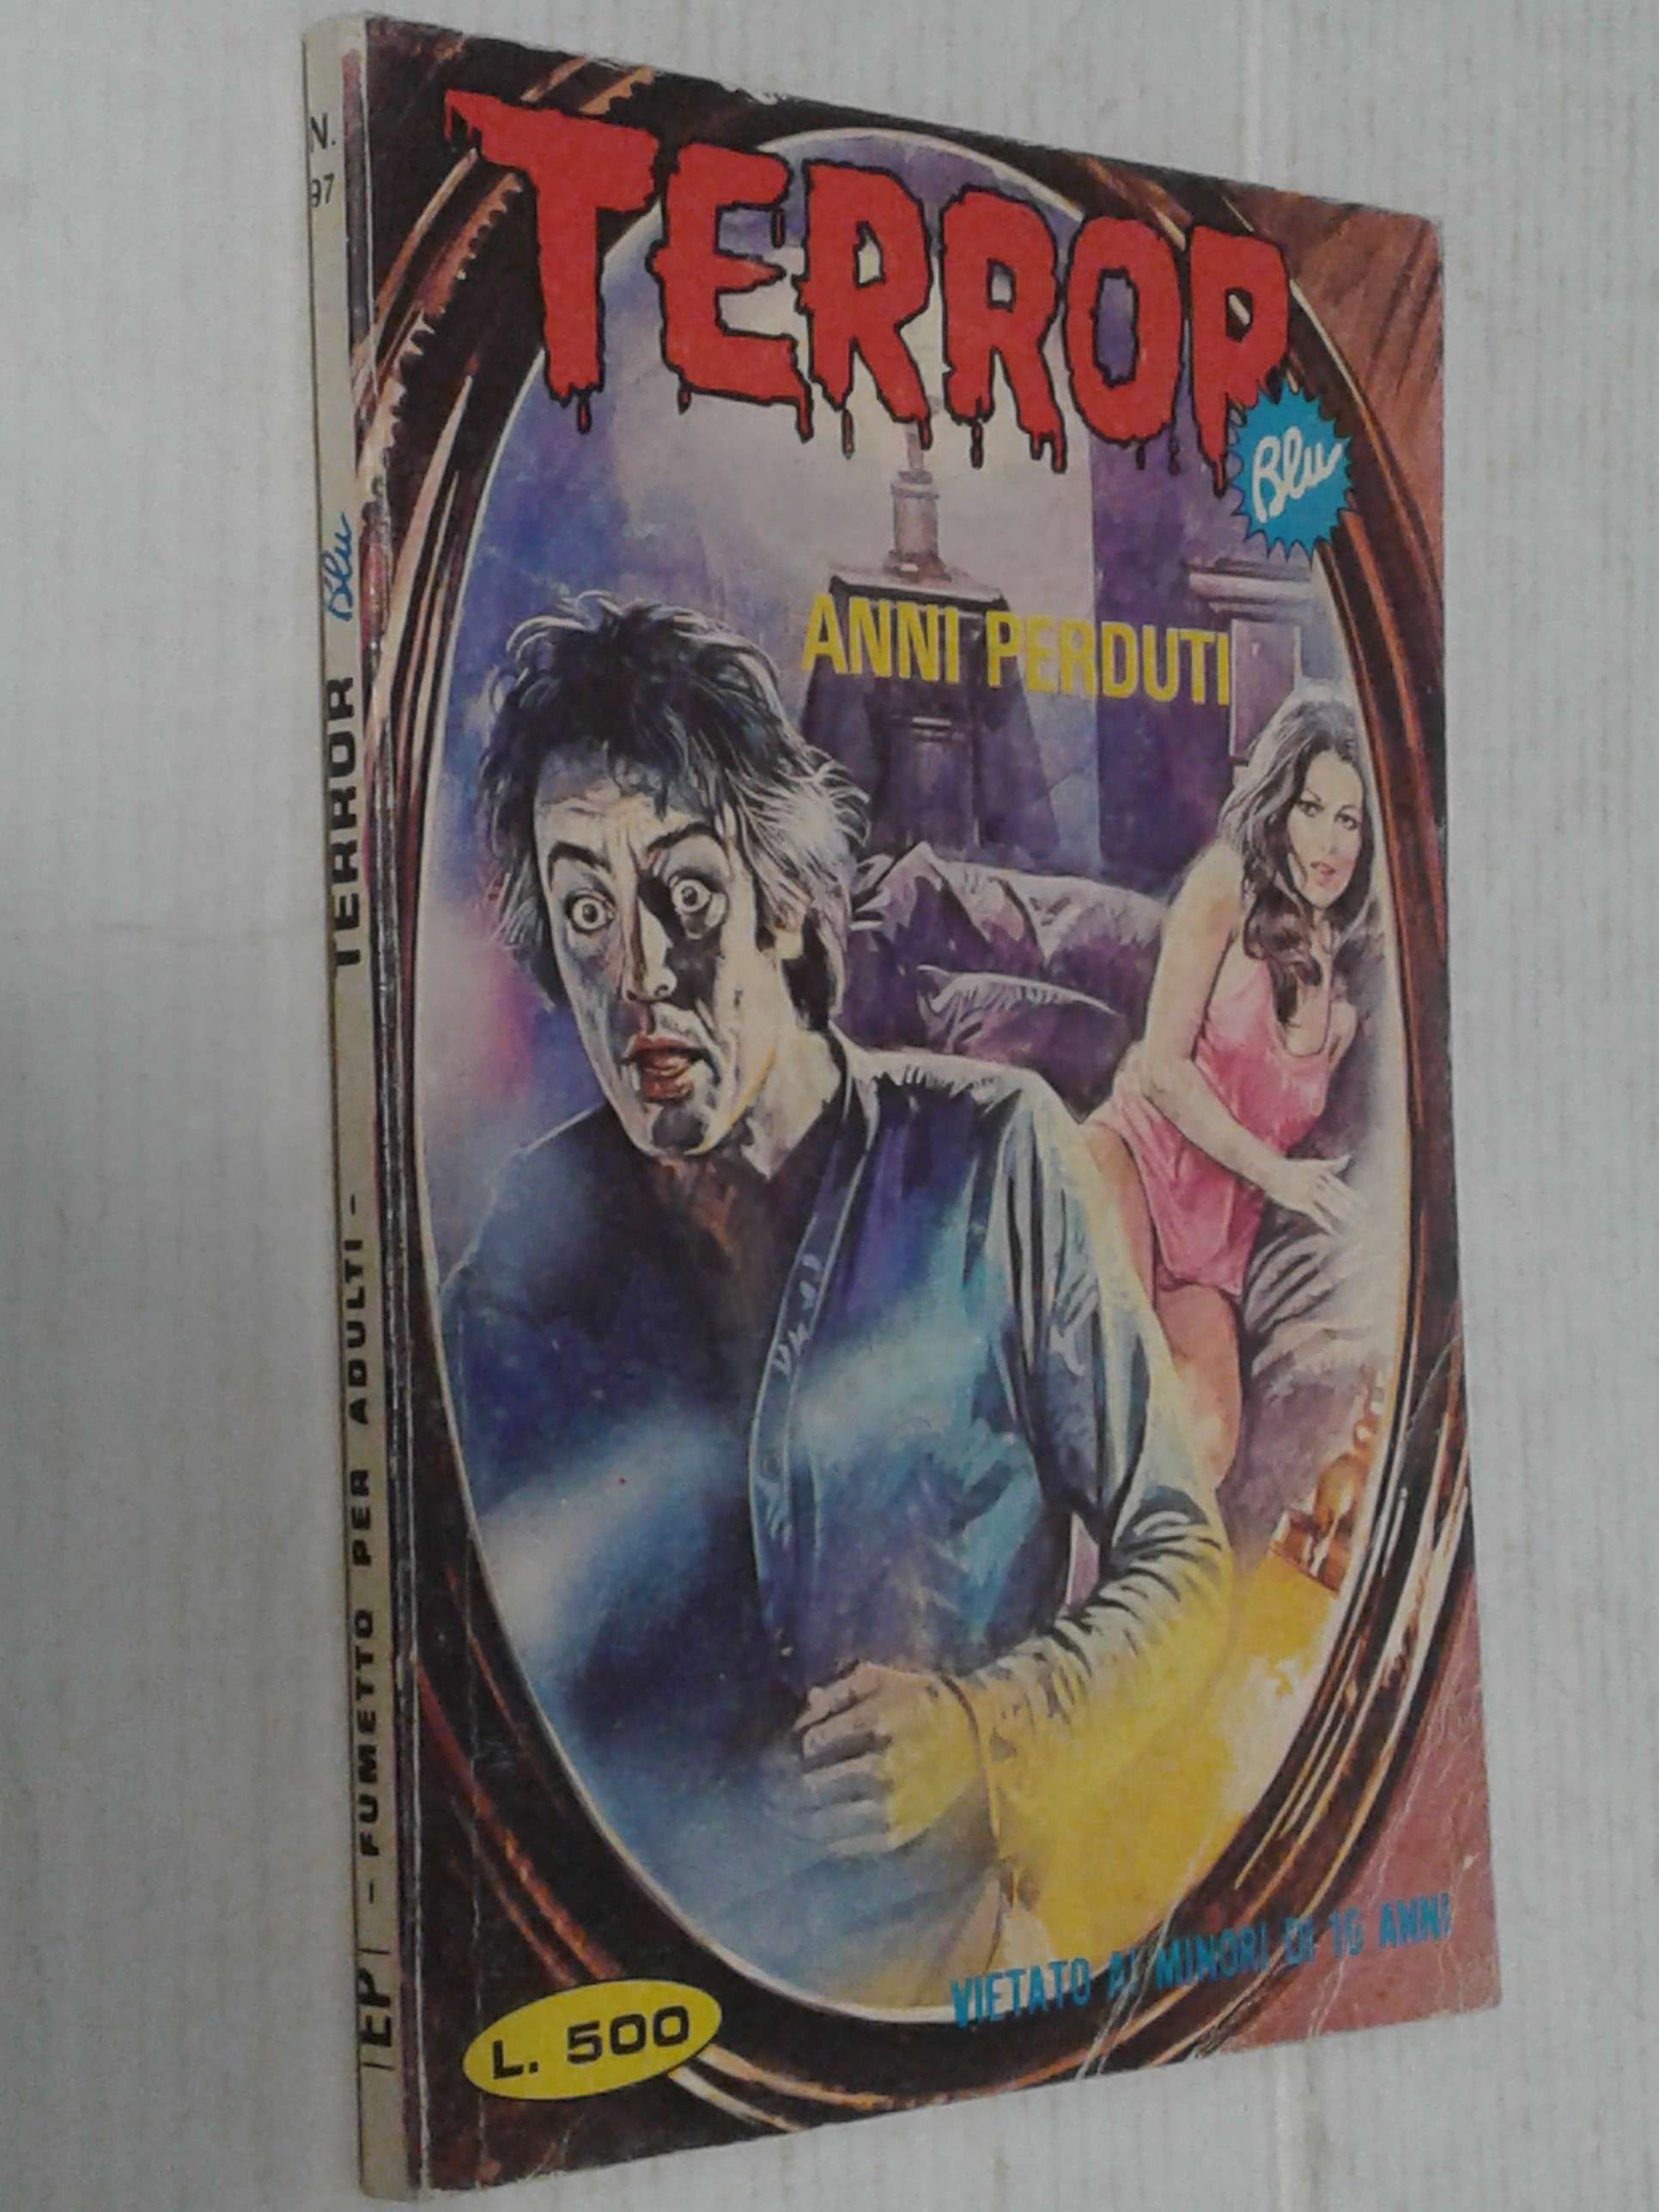 TERROR
Blu
ANNI PERDUTI
VIETATO AI MINORI DI 16 ANNI
L. 500
N.
97
TERROR Blu
EP - FUMETTO PER ADULTI -